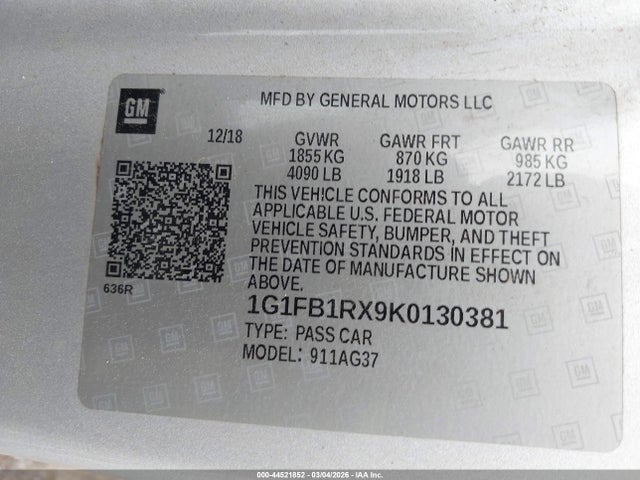 GM
MFD BY GENERAL MOTORS LLC
12/18
GVWR GAWR FRT GAWR RR
1855 KG 870 KG 985 KG
4090 LB 1918 LB 2172 LB
THIS VEHICLE CONFORMS TO ALL
APPLICABLE U.S. FEDERAL MOTOR
VEHICLE SAFETY, BUMPER, AND THEFT
PREVENTION STANDARDS IN EFFECT ON
THE DATE OF MANUFACTURE SHOWN
ABOVE.
636R
1G1FB1RX9K0130381
TYPE: PASS CAR
MODEL: 911AG37
000-44521852 - 03/04/2026 - IAA Inc.